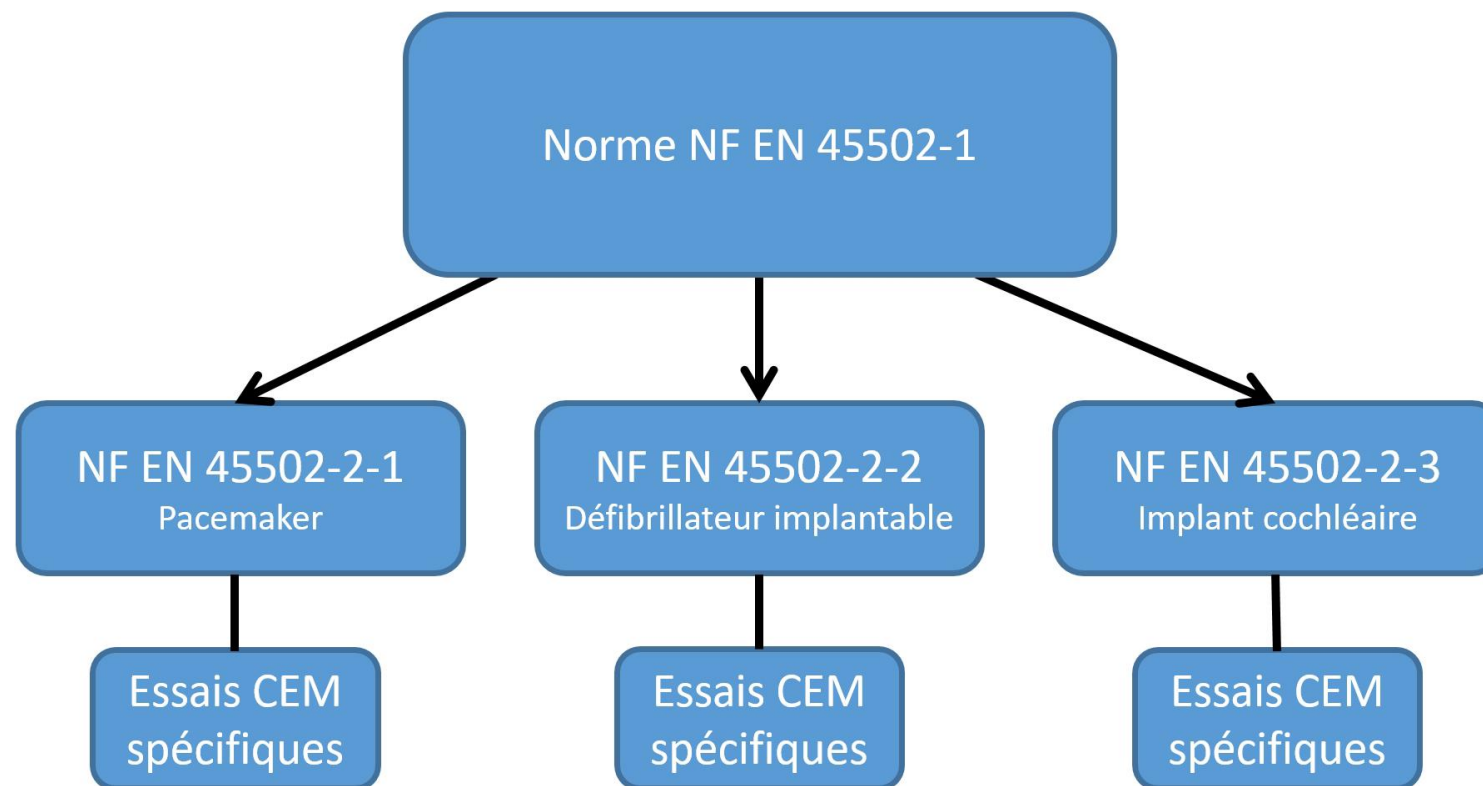 Norme NF EN 45502-1
NF EN 45502-2-1
Pacemaker
NF EN 45502-2-2
Défibrillateur implantable
NF EN 45502-2-3
Implant cochléaire
Essais CEM
spécifiques
Essais CEM
spécifiques
Essais CEM
spécifiques